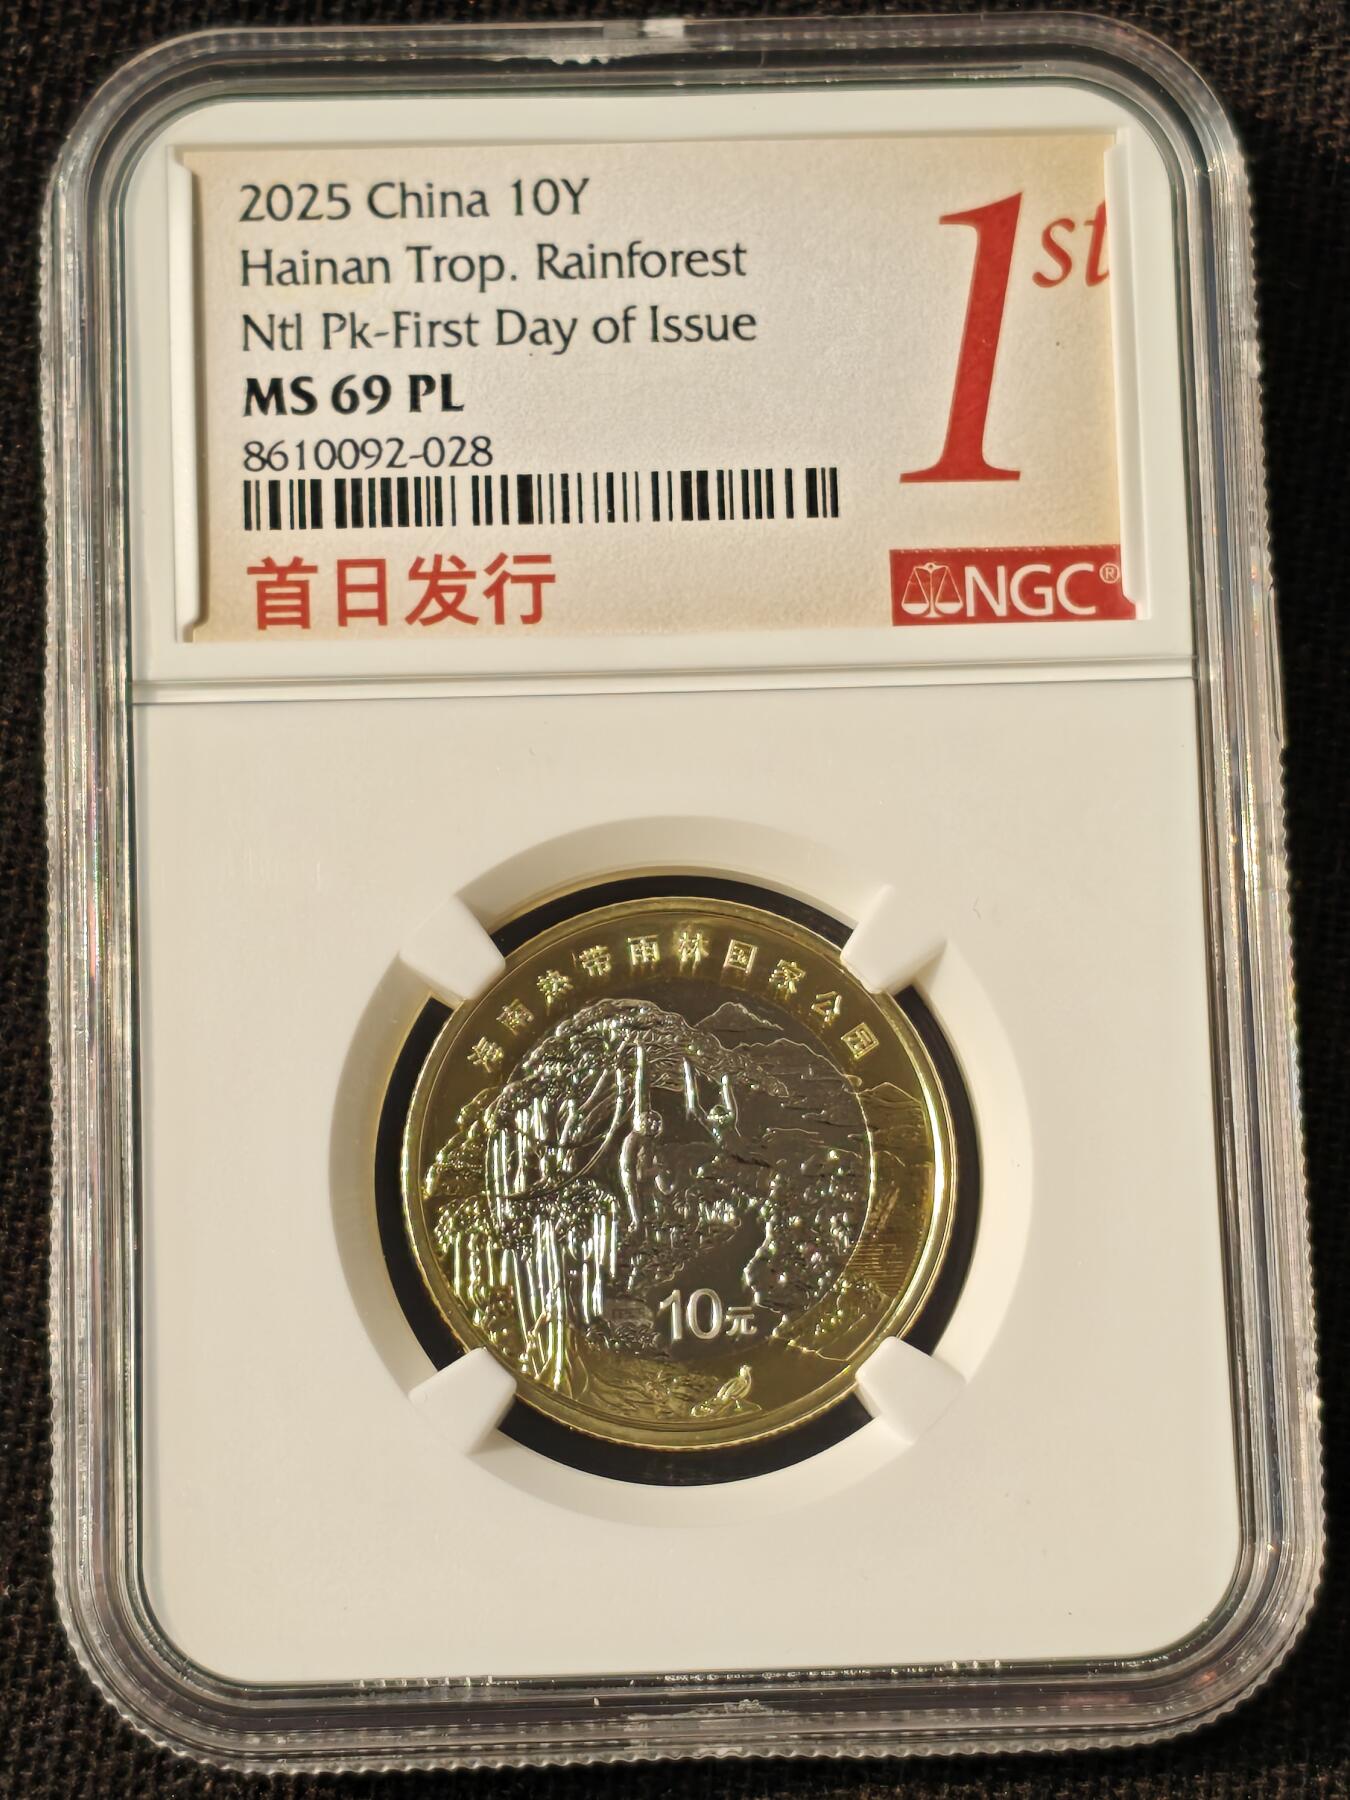 2025 China 10Y
Hainan Trop. Rainforest
Ntl Pk-First Day of Issue
MS 69 PL
8610092-028
首日发行
1st
NGC®
海南热带雨林国家公园
10元